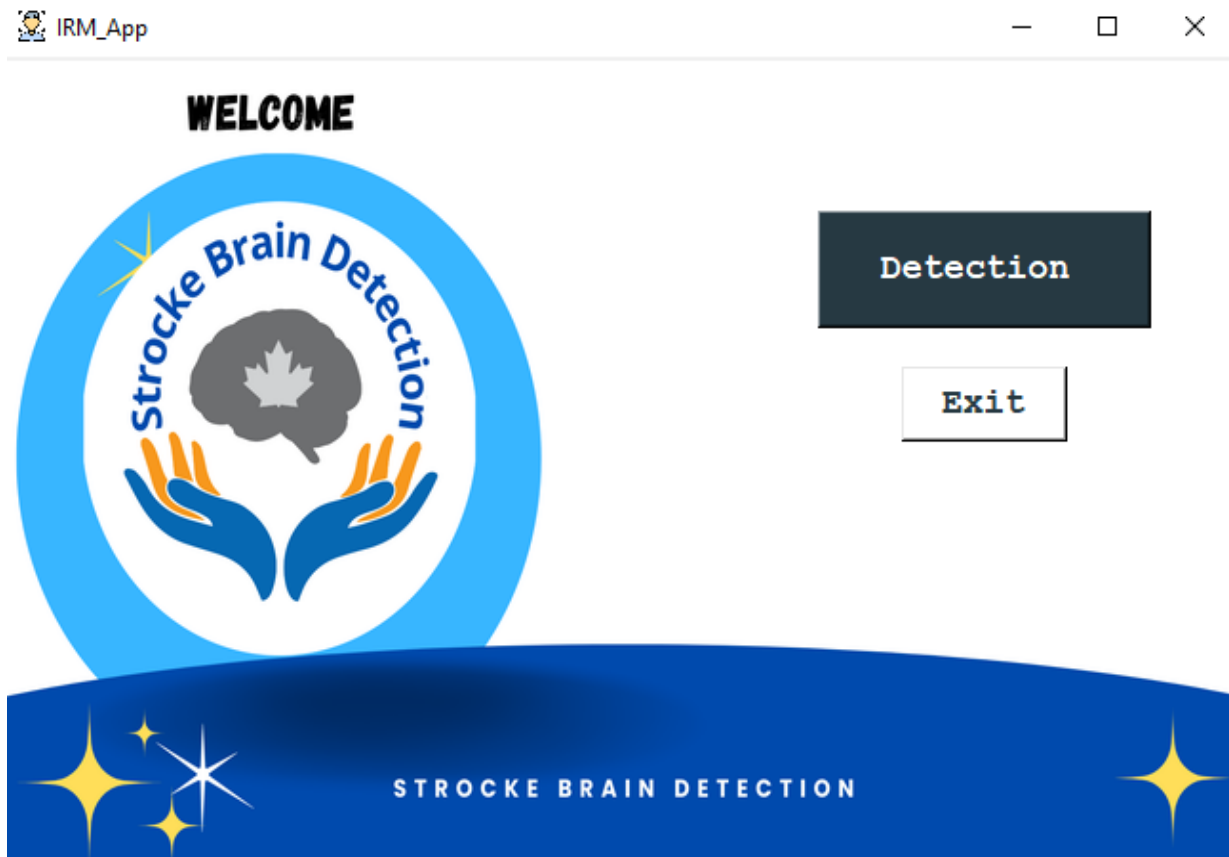 IRM_App
WELCOME
Strocke Brain Detection
Detection
Exit
STROCKE BRAIN DETECTION